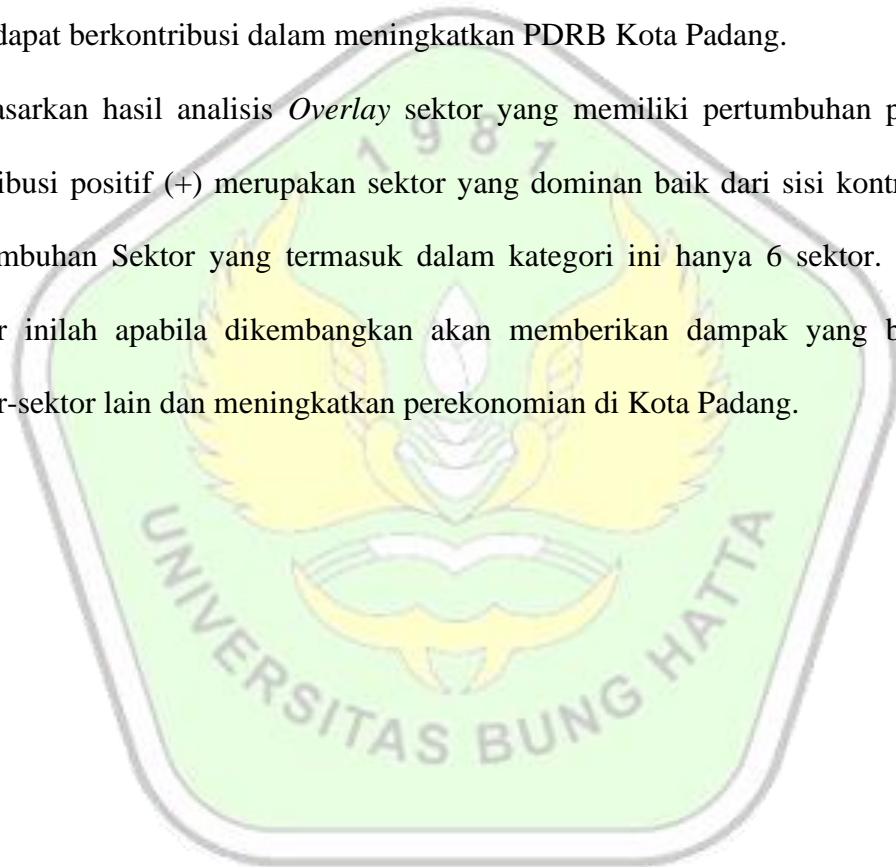 dapat berkontribusi dalam meningkatkan PDRB Kota Padang.
asarkan hasil analisis Overlay sektor yang memiliki pertumbuhan p
ibusi positif (+) merupakan sektor yang dominan baik dari sisi kontr
mbuhan Sektor yang termasuk dalam kategori ini hanya 6 sektor.
r inilah apabila dikembangkan akan memberikan dampak yang b
r-sektor lain dan meningkatkan perekonomian di Kota Padang.
1981
UNIVERSITAS BUNG HATTA